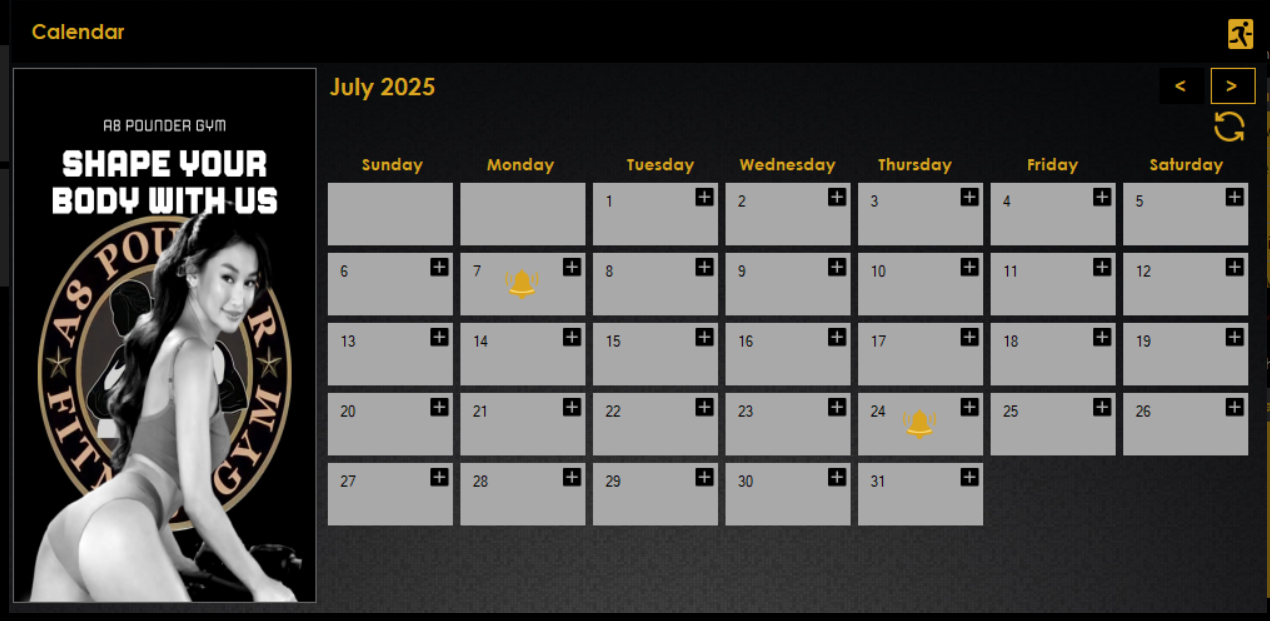 Calendar
A8 POUNDER GYM
SHAPE YOUR
BODY WITH US
A8 POU
R
FIT
GYM
July 2025
<
>
Sunday Monday Tuesday Wednesday Thursday Friday Saturday
1 2 3 4 5
6 7 8 9 10 11 12
13 14 15 16 17 18 19
20 21 22 23 24 25 26
27 28 29 30 31